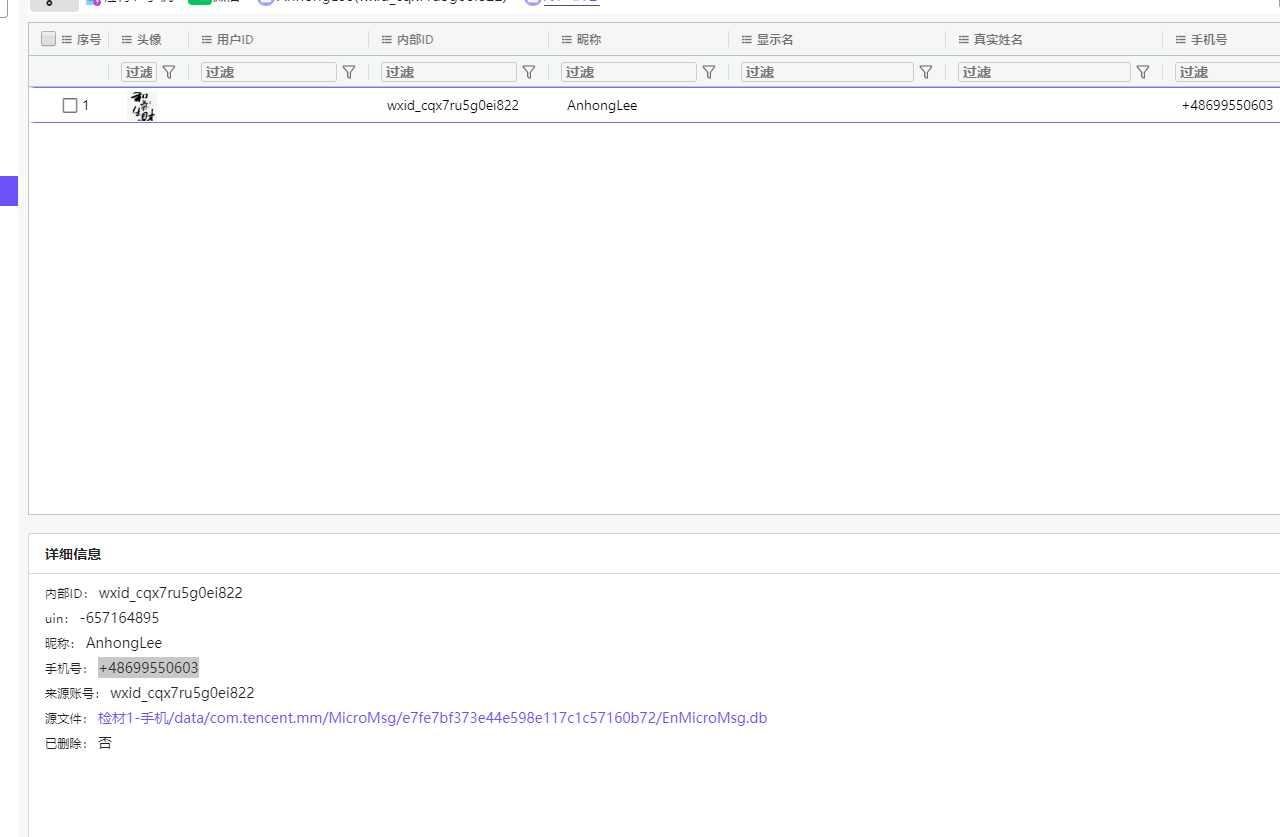 AnhongLee(wxid_cqx7ru5g0ei822)
序号 头像 用户ID 内部ID 昵称 显示名 真实姓名 手机号
过滤 过滤 过滤 过滤 过滤 过滤 过滤
1 wxid_cqx7ru5g0ei822 AnhongLee +48699550603
详细信息
内部ID: wxid_cqx7ru5g0ei822
uin: -657164895
昵称: AnhongLee
手机号: +48699550603
来源账号: wxid_cqx7ru5g0ei822
源文件: 检材1-手机/data/com.tencent.mm/MicroMsg/e7fe7bf373e44e598e117c1c57160b72/EnMicroMsg.db
已删除: 否